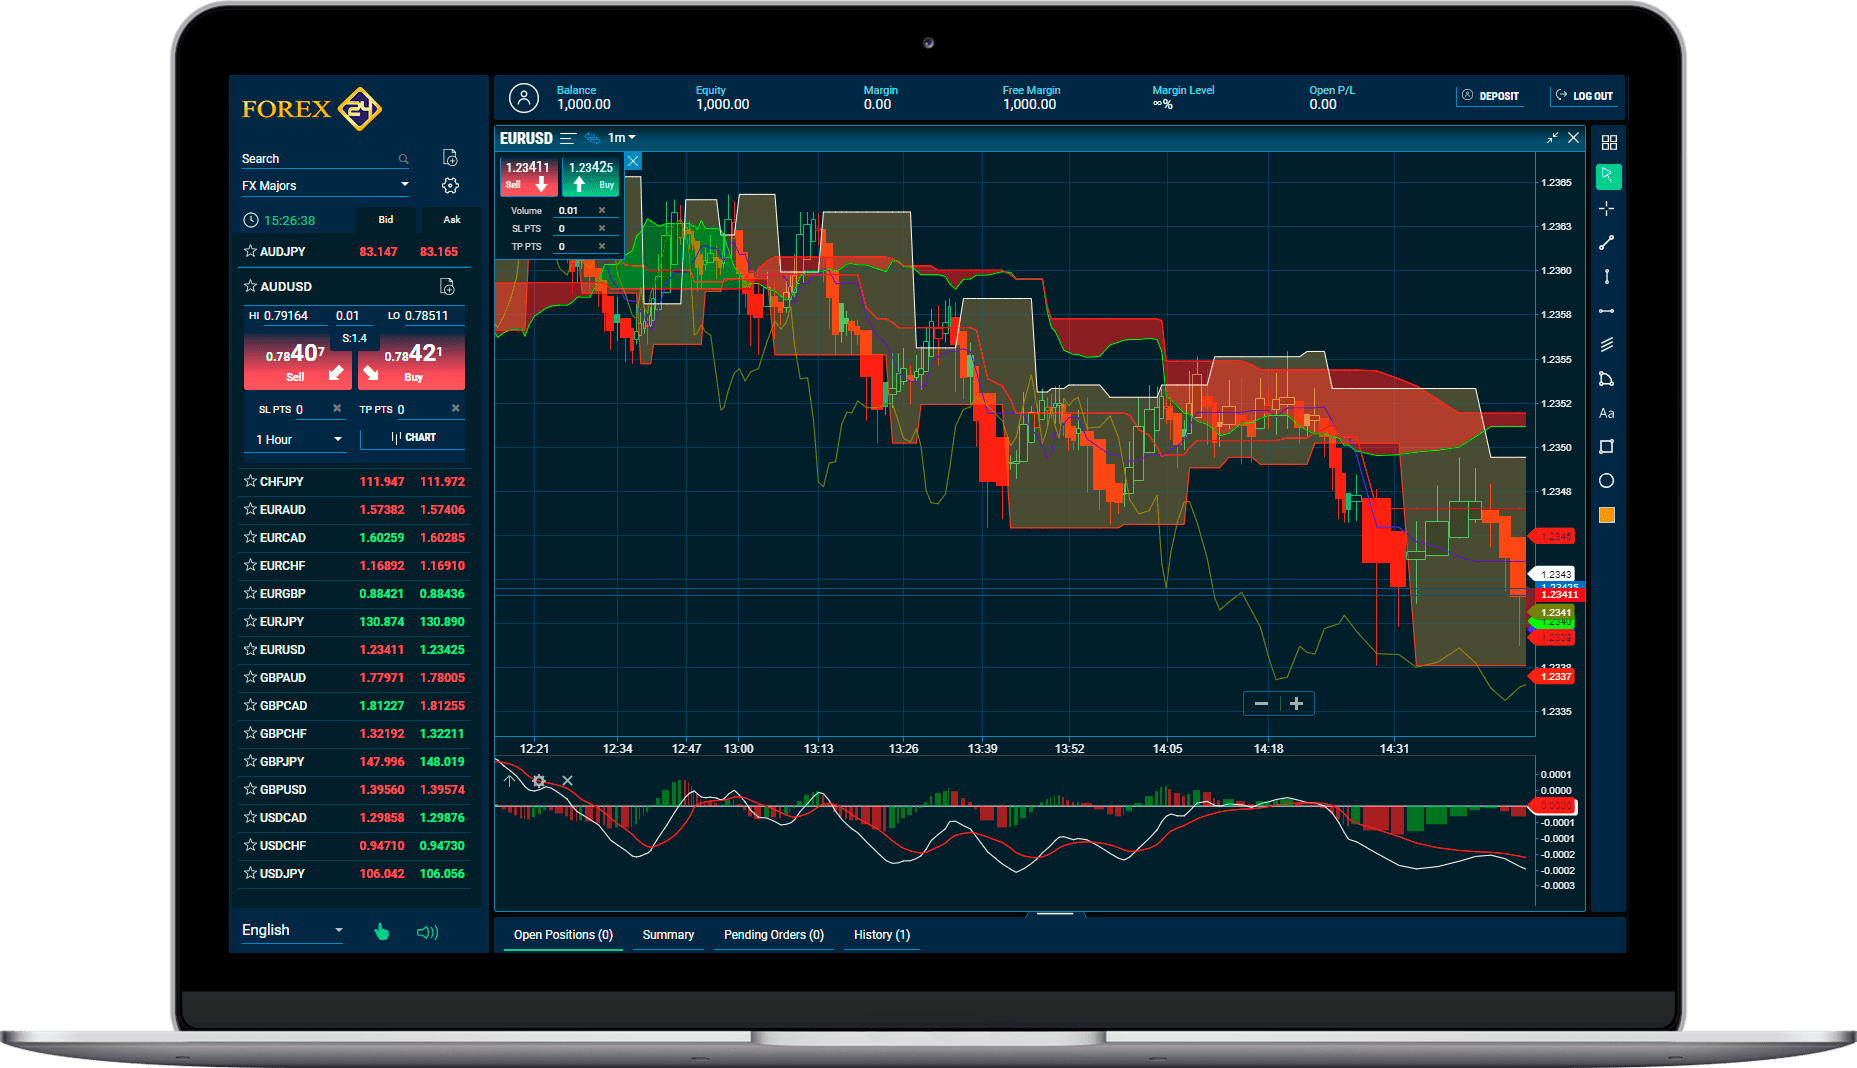 FOREX 24
Search
FX Majors
15:26:38 Bid Ask
AUDJPY 83.147 83.165
AUDUSD
HI 0.79164 0.01 LO 0.78511
S:1.4
0.78407 0.78421
Sell Buy
SL PTS 0 TP PTS 0
1 Hour CHART
CHFJPY 111.947 111.972
EURAUD 1.57382 1.57406
EURCAD 1.60259 1.60285
EURCHF 1.16892 1.16910
EURGBP 0.88421 0.88436
EURJPY 130.874 130.890
EURUSD 1.23411 1.23425
GBPAUD 1.77971 1.78005
GBPCAD 1.81227 1.81255
GBPCHF 1.32192 1.32211
GBPJPY 147.996 148.019
GBPUSD 1.39560 1.39574
USDCAD 1.29858 1.29876
USDCHF 0.94710 0.94730
USDJPY 106.042 106.056
English
Balance Equity Margin Free Margin Margin Level Open P/L
1,000.00 1,000.00 0.00 1,000.00 ∞% 0.00
DEPOSIT LOG OUT
EURUSD 1m
1.23411 1.23425
Sell Buy
Volume 0.01
SL PTS 0
TP PTS 0
1.2365
1.2363
1.2360
1.2358
1.2355
1.2352
1.2350
1.2348
1.2345
1.2343
1.23425
1.23411
1.2341
1.2340
1.2339
1.2338
1.2337
1.2335
12:21 12:34 12:47 13:00 13:13 13:26 13:39 13:52 14:05 14:18 14:31
0.0001
0.0000
0.0000
-0.0001
-0.0001
-0.0002
-0.0003
Aa
Open Positions (0) Summary Pending Orders (0) History (1)